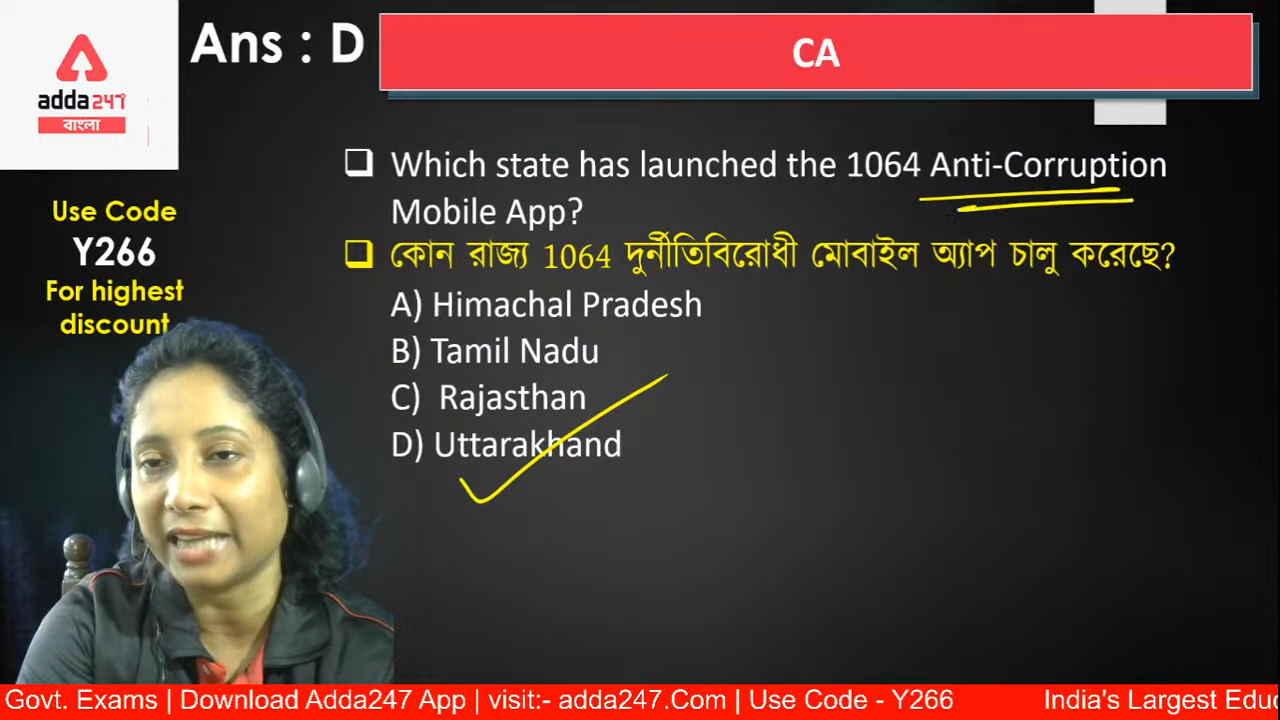 Ans : D
CA
adda247
বাংলা
Use Code
Y266
For highest
discount
❑ Which state has launched the 1064 Anti-Corruption
Mobile App?
❑ কোন রাজ্য 1064 দুর্নীতিবিরোধী মোবাইল অ্যাপ চালু করেছে?
A) Himachal Pradesh
B) Tamil Nadu
C) Rajasthan
D) Uttarakhand
Govt. Exams | Download Adda247 App | visit:- adda247.Com | Use Code - Y266 India's Largest Educ